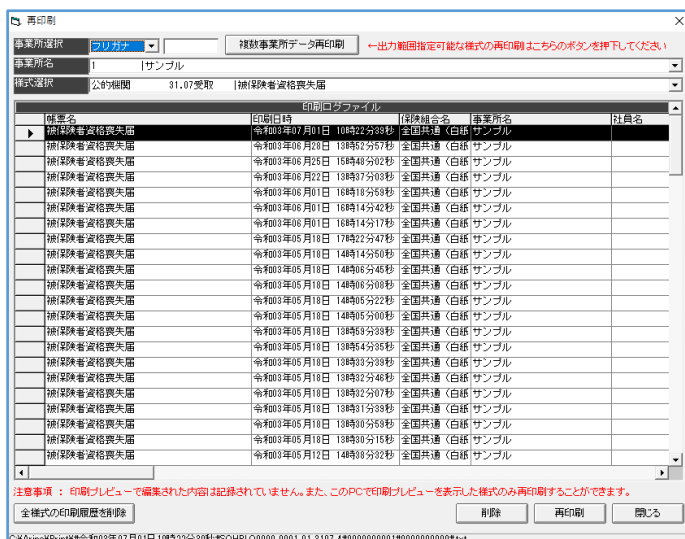 再印刷
事業所選択 フリガナ 複数事業所データ再印刷 ←出力範囲指定可能な様式の再印刷はこちらのボタンを押下してください
事業所名 1 |サンプル
様式選択 公的機関 31.07受取 |被保険者資格喪失届
印刷ログファイル
帳票名 印刷日時 保険組合名 事業所名 社員名
被保険者資格喪失届 令和03年07月01日 10時22分39秒 全国共通（白紙 サンプル
被保険者資格喪失届 令和03年06月28日 13時52分57秒 全国共通（白紙 サンプル
被保険者資格喪失届 令和03年06月25日 15時48分02秒 全国共通（白紙 サンプル
被保険者資格喪失届 令和03年06月22日 13時37分03秒 全国共通（白紙 サンプル
被保険者資格喪失届 令和03年06月01日 16時18分59秒 全国共通（白紙 サンプル
被保険者資格喪失届 令和03年06月01日 16時14分42秒 全国共通（白紙 サンプル
被保険者資格喪失届 令和03年06月01日 16時14分17秒 全国共通（白紙 サンプル
被保険者資格喪失届 令和03年05月18日 17時22分47秒 全国共通（白紙 サンプル
被保険者資格喪失届 令和03年05月18日 14時14分50秒 全国共通（白紙 サンプル
被保険者資格喪失届 令和03年05月18日 14時06分45秒 全国共通（白紙 サンプル
被保険者資格喪失届 令和03年05月18日 14時06分08秒 全国共通（白紙 サンプル
被保険者資格喪失届 令和03年05月18日 14時05分22秒 全国共通（白紙 サンプル
被保険者資格喪失届 令和03年05月18日 14時05分00秒 全国共通（白紙 サンプル
被保険者資格喪失届 令和03年05月18日 13時59分39秒 全国共通（白紙 サンプル
被保険者資格喪失届 令和03年05月18日 13時54分35秒 全国共通（白紙 サンプル
被保険者資格喪失届 令和03年05月18日 13時33分39秒 全国共通（白紙 サンプル
被保険者資格喪失届 令和03年05月18日 13時32分46秒 全国共通（白紙 サンプル
被保険者資格喪失届 令和03年05月18日 13時32分07秒 全国共通（白紙 サンプル
被保険者資格喪失届 令和03年05月18日 13時31分39秒 全国共通（白紙 サンプル
被保険者資格喪失届 令和03年05月18日 13時30分59秒 全国共通（白紙 サンプル
被保険者資格喪失届 令和03年05月18日 13時30分15秒 全国共通（白紙 サンプル
被保険者資格喪失届 令和03年05月12日 14時38分32秒 全国共通（白紙 サンプル
注意事項 ： 印刷プレビューで編集された内容は記録されていません。また、このPCで印刷プレビューを表示した様式のみ再印刷することができます。
全様式の印刷履歴を削除 削除 再印刷 閉じる